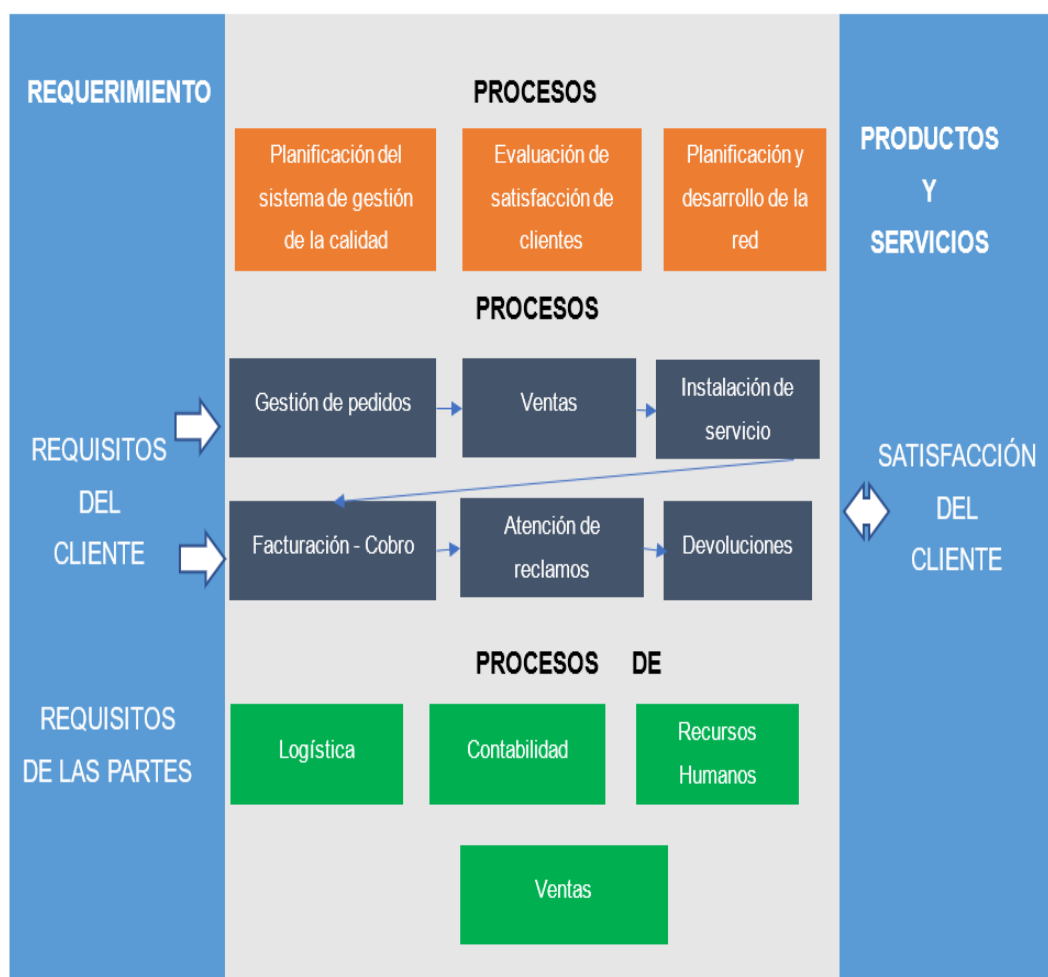 REQUERIMIENTO
REQUISITOS
DEL
CLIENTE
REQUISITOS
DE LAS PARTES
PROCESOS
Planificación del
sistema de gestión
de la calidad
Evaluación de
satisfacción de
clientes
Planificación y
desarrollo de la
red
PROCESOS
Gestión de pedidos
Ventas
Instalación de
servicio
Facturación - Cobro
Atención de
reclamos
Devoluciones
PROCESOS DE
Logística
Contabilidad
Recursos
Humanos
Ventas
PRODUCTOS
Y
SERVICIOS
SATISFACCIÓN
DEL
CLIENTE